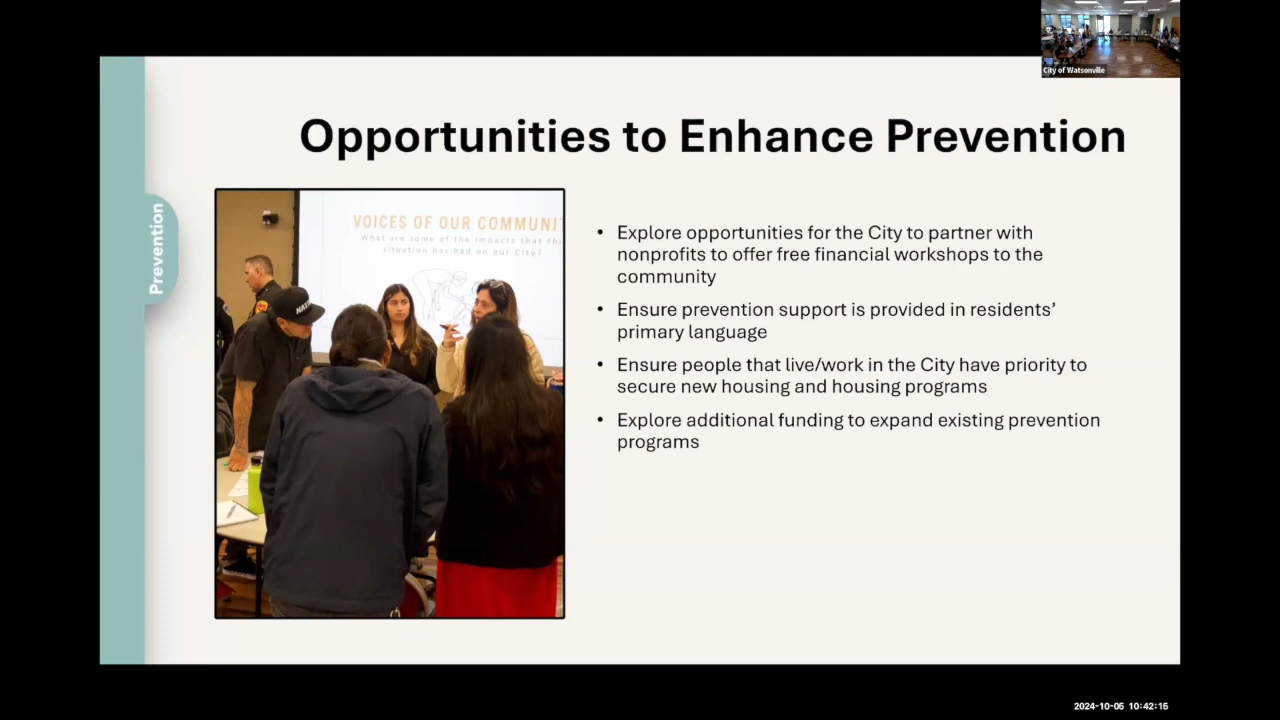 City of Watsonville
Opportunities to Enhance Prevention
Prevention
VOICES OF OUR COMMUNIT
What are some of the impacts that thi
situation has had on our City?
• Explore opportunities for the City to partner with
nonprofits to offer free financial workshops to the
community
• Ensure prevention support is provided in residents’
primary language
• Ensure people that live/work in the City have priority to
secure new housing and housing programs
• Explore additional funding to expand existing prevention
programs
2024-10-05 10:42:15